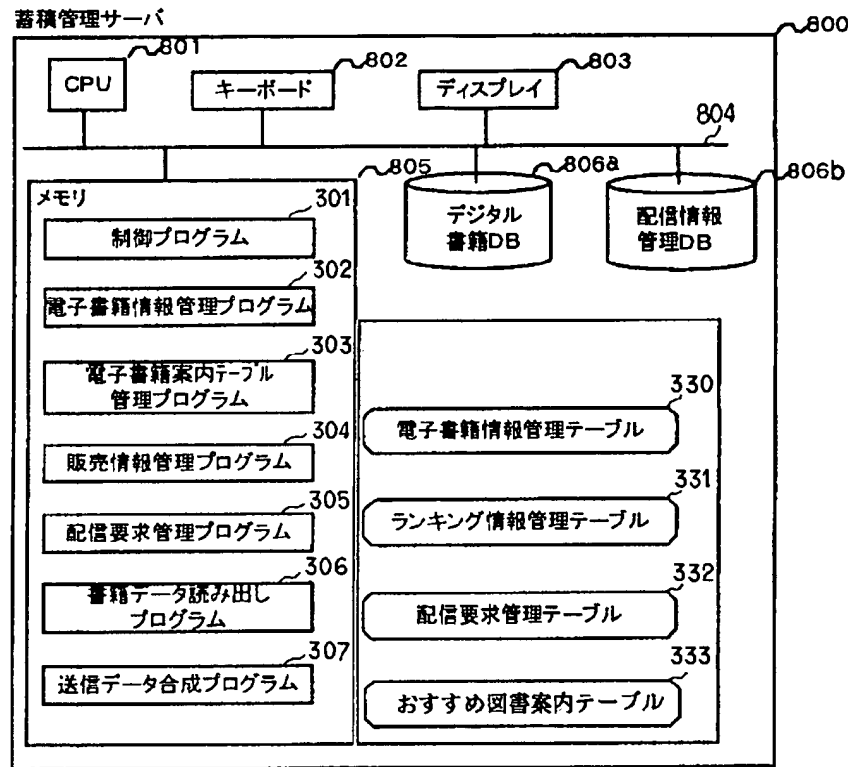 蓄積管理サーバ
800
801
CPU
802
キーボード
803
ディスプレイ
804
805
メモリ
301
制御プログラム
302
電子書籍情報管理プログラム
303
電子書籍案内テーブル
管理プログラム
304
販売情報管理プログラム
305
配信要求管理プログラム
306
書籍データ読み出し
プログラム
307
送信データ合成プログラム
806a
デジタル
書籍DB
806b
配信情報
管理DB
330
電子書籍情報管理テーブル
331
ランキング情報管理テーブル
332
配信要求管理テーブル
333
おすすめ図書案内テーブル